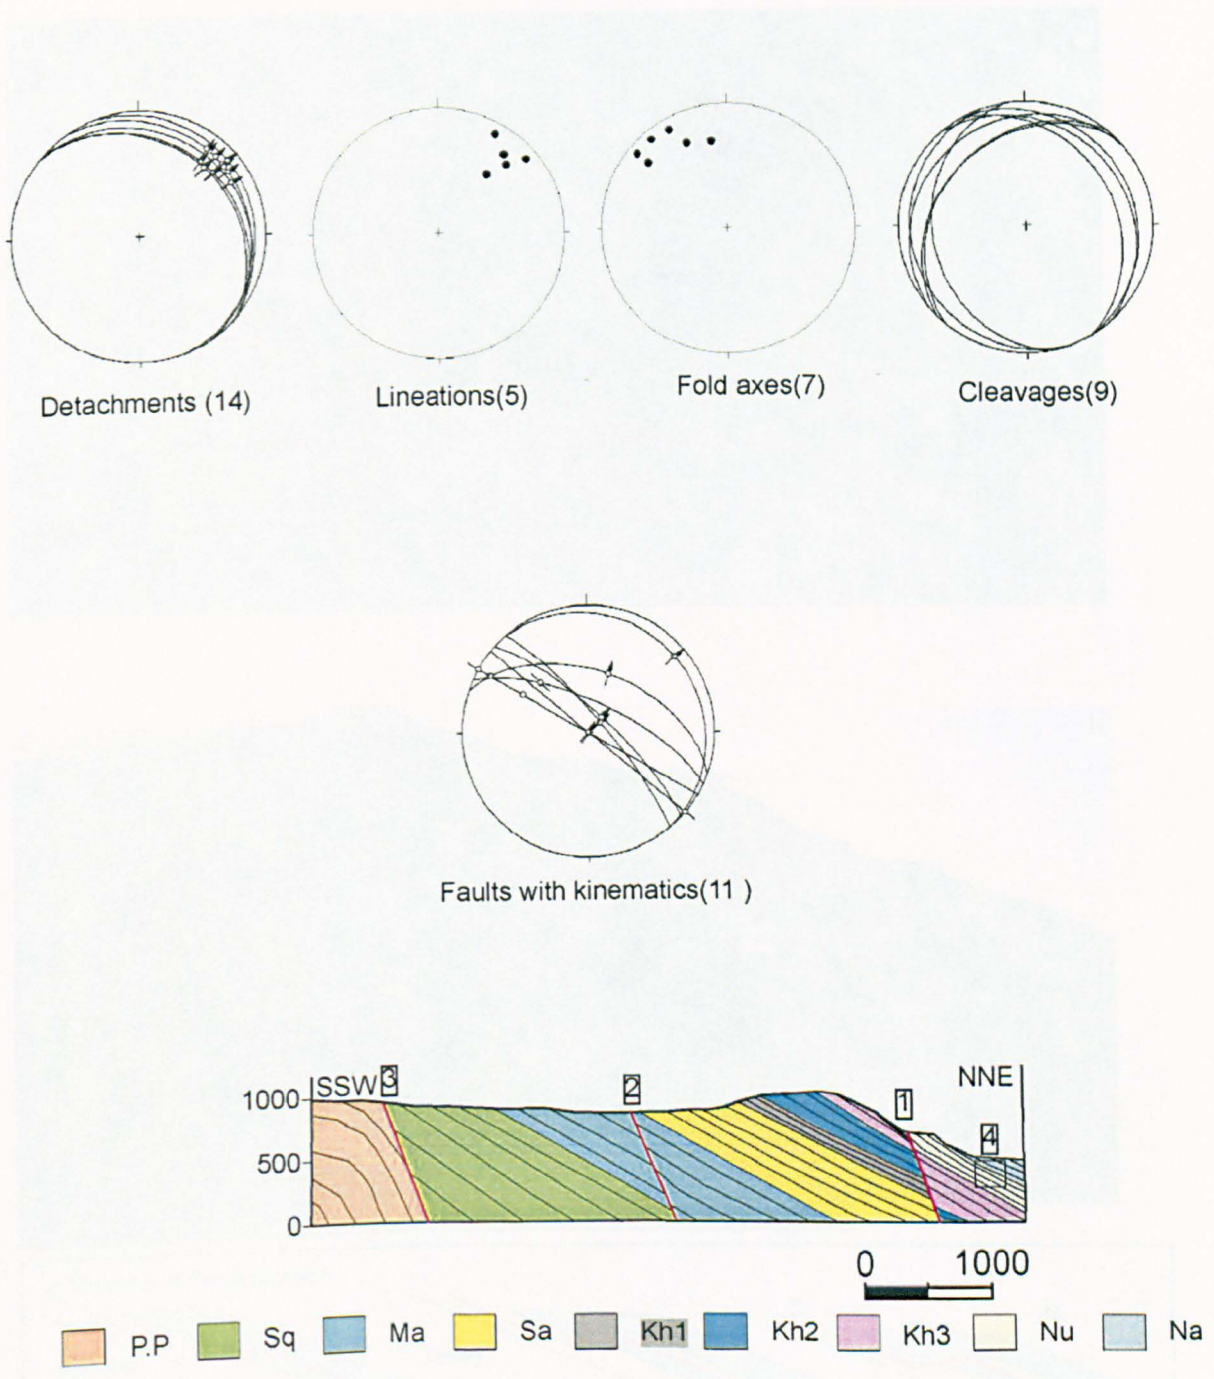 Detachments (14)
Lineations(5)
Fold axes(7)
Cleavages(9)
Faults with kinematics(11 )
SSW 3 2 1 4 NNE
1000
500
0
0 1000
P.P Sq Ma Sa Kh1 Kh2 Kh3 Nu Na